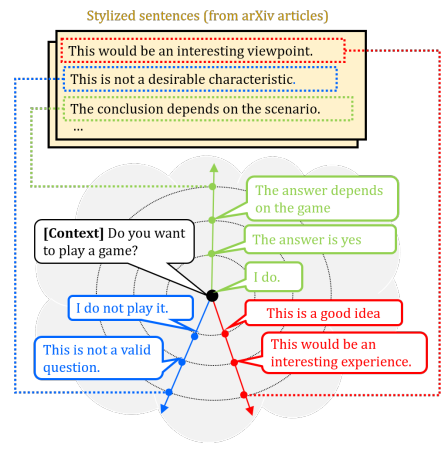 Stylized sentences (from arXiv articles)
This would be an interesting viewpoint.
This is not a desirable characteristic.
The conclusion depends on the scenario.
...
The answer depends
on the game
[Context] Do you want
to play a game?
The answer is yes
I do.
I do not play it.
This is a good idea
This is not a valid
question.
This would be an
interesting experience.